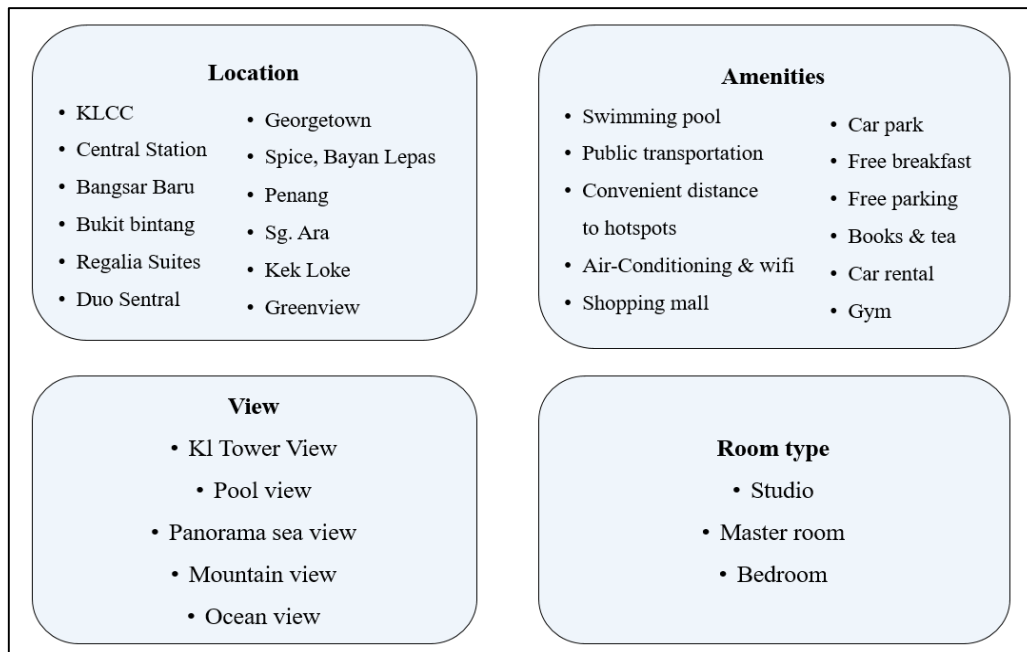 Location
• KLCC
• Central Station
• Bangsar Baru
• Bukit bintang
• Regalia Suites
• Duo Sentral
• Georgetown
• Spice, Bayan Lepas
• Penang
• Sg. Ara
• Kek Loke
• Greenview
Amenities
• Swimming pool
• Public transportation
• Convenient distance
to hotspots
• Air-Conditioning & wifi
• Shopping mall
• Car park
• Free breakfast
• Free parking
• Books & tea
• Car rental
• Gym
View
• Kl Tower View
• Pool view
• Panorama sea view
• Mountain view
• Ocean view
Room type
• Studio
• Master room
• Bedroom